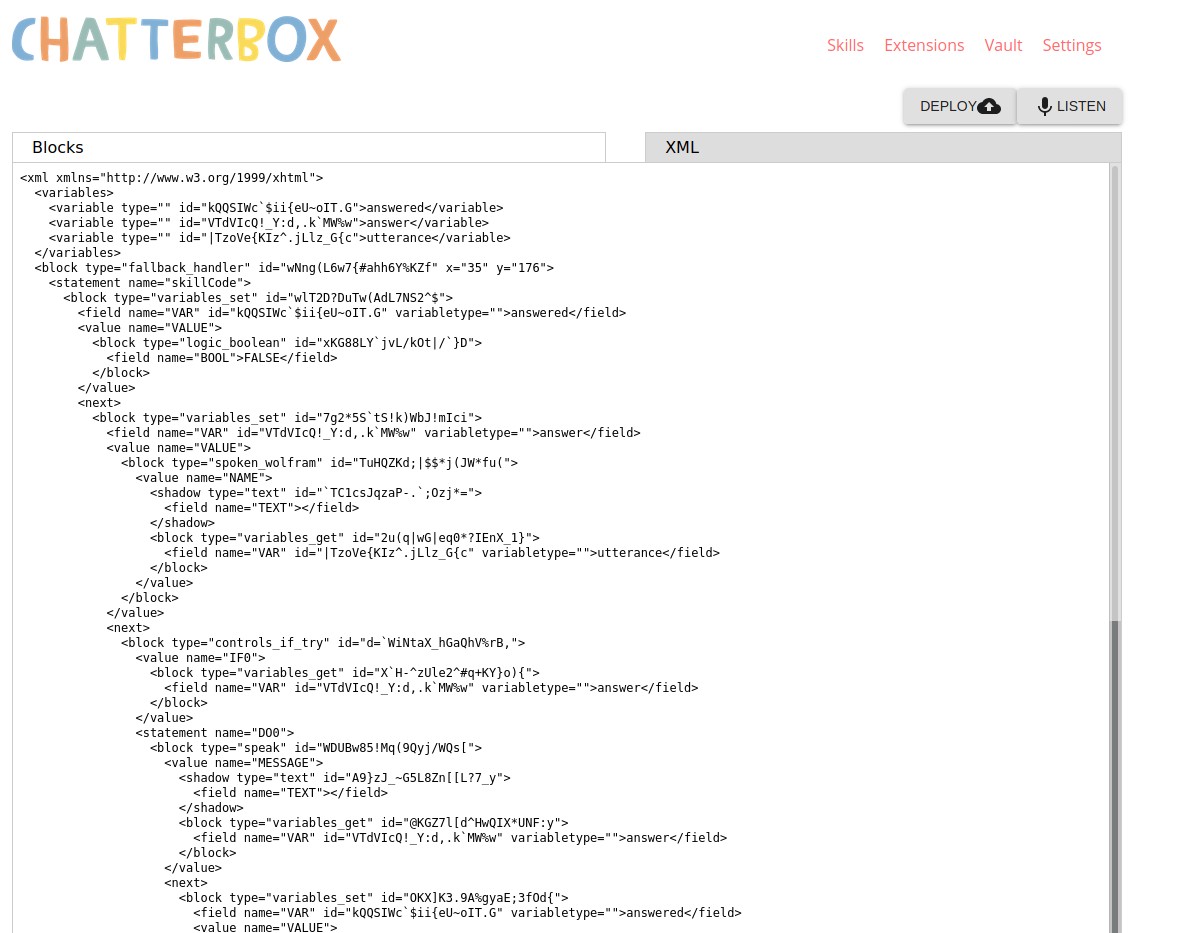 CHATTERBOX
Skills Extensions Vault Settings
DEPLOY LISTEN
Blocks XML
<xml xmlns="http://www.w3.org/1999/xhtml">
  <variables>
    <variable type="" id="kQQSIWc`$ii{eU~oIT.G">answered</variable>
    <variable type="" id="VTdVIcQ!_Y:d,.k`MW%w">answer</variable>
    <variable type="" id="|TzoVe{KIz^.jLlz_G{c">utterance</variable>
  </variables>
  <block type="fallback_handler" id="wNng(L6w7{#ahh6Y%KZf" x="35" y="176">
    <statement name="skillCode">
      <block type="variables_set" id="wlT2D?DuTw(AdL7NS2^$">
        <field name="VAR" id="kQQSIWc`$ii{eU~oIT.G" variabletype="">answered</field>
        <value name="VALUE">
          <block type="logic_boolean" id="xKG88LY`jvL/kOt|/`}D">
            <field name="BOOL">FALSE</field>
          </block>
        </value>
        <next>
          <block type="variables_set" id="7g2*5S`tS!k)WbJ!mIci">
            <field name="VAR" id="VTdVIcQ!_Y:d,.k`MW%w" variabletype="">answer</field>
            <value name="VALUE">
              <block type="spoken_wolfram" id="TuHQZKd;|$$*j(JW*fu(">
                <value name="NAME">
                  <shadow type="text" id="`TC1csJqzaP-.`;Ozj*=">
                    <field name="TEXT"></field>
                  </shadow>
                  <block type="variables_get" id="2u(q|wG|eq0*?IEnX_1}">
                    <field name="VAR" id="|TzoVe{KIz^.jLlz_G{c" variabletype="">utterance</field>
                  </block>
                </value>
              </block>
            </value>
            <next>
              <block type="controls_if_try" id="d=`WiNtaX_hGaQhV%rB,">
                <value name="IF0">
                  <block type="variables_get" id="X`H-^zUle2^#q+KY}o){">
                    <field name="VAR" id="VTdVIcQ!_Y:d,.k`MW%w" variabletype="">answer</field>
                  </block>
                </value>
                <statement name="DO0">
                  <block type="speak" id="WDUBw85!Mq(9Qyj/WQs[">
                    <value name="MESSAGE">
                      <shadow type="text" id="A9}zJ_~G5L8Zn[[L?7_y">
                        <field name="TEXT"></field>
                      </shadow>
                      <block type="variables_get" id="@KGZ7l[d^HwQIX*UNF:y">
                        <field name="VAR" id="VTdVIcQ!_Y:d,.k`MW%w" variabletype="">answer</field>
                      </block>
                    </value>
                    <next>
                      <block type="variables_set" id="OKX]K3.9A%gyaE;3fOd{">
                        <field name="VAR" id="kQQSIWc`$ii{eU~oIT.G" variabletype="">answered</field>
                        <value name="VALUE">